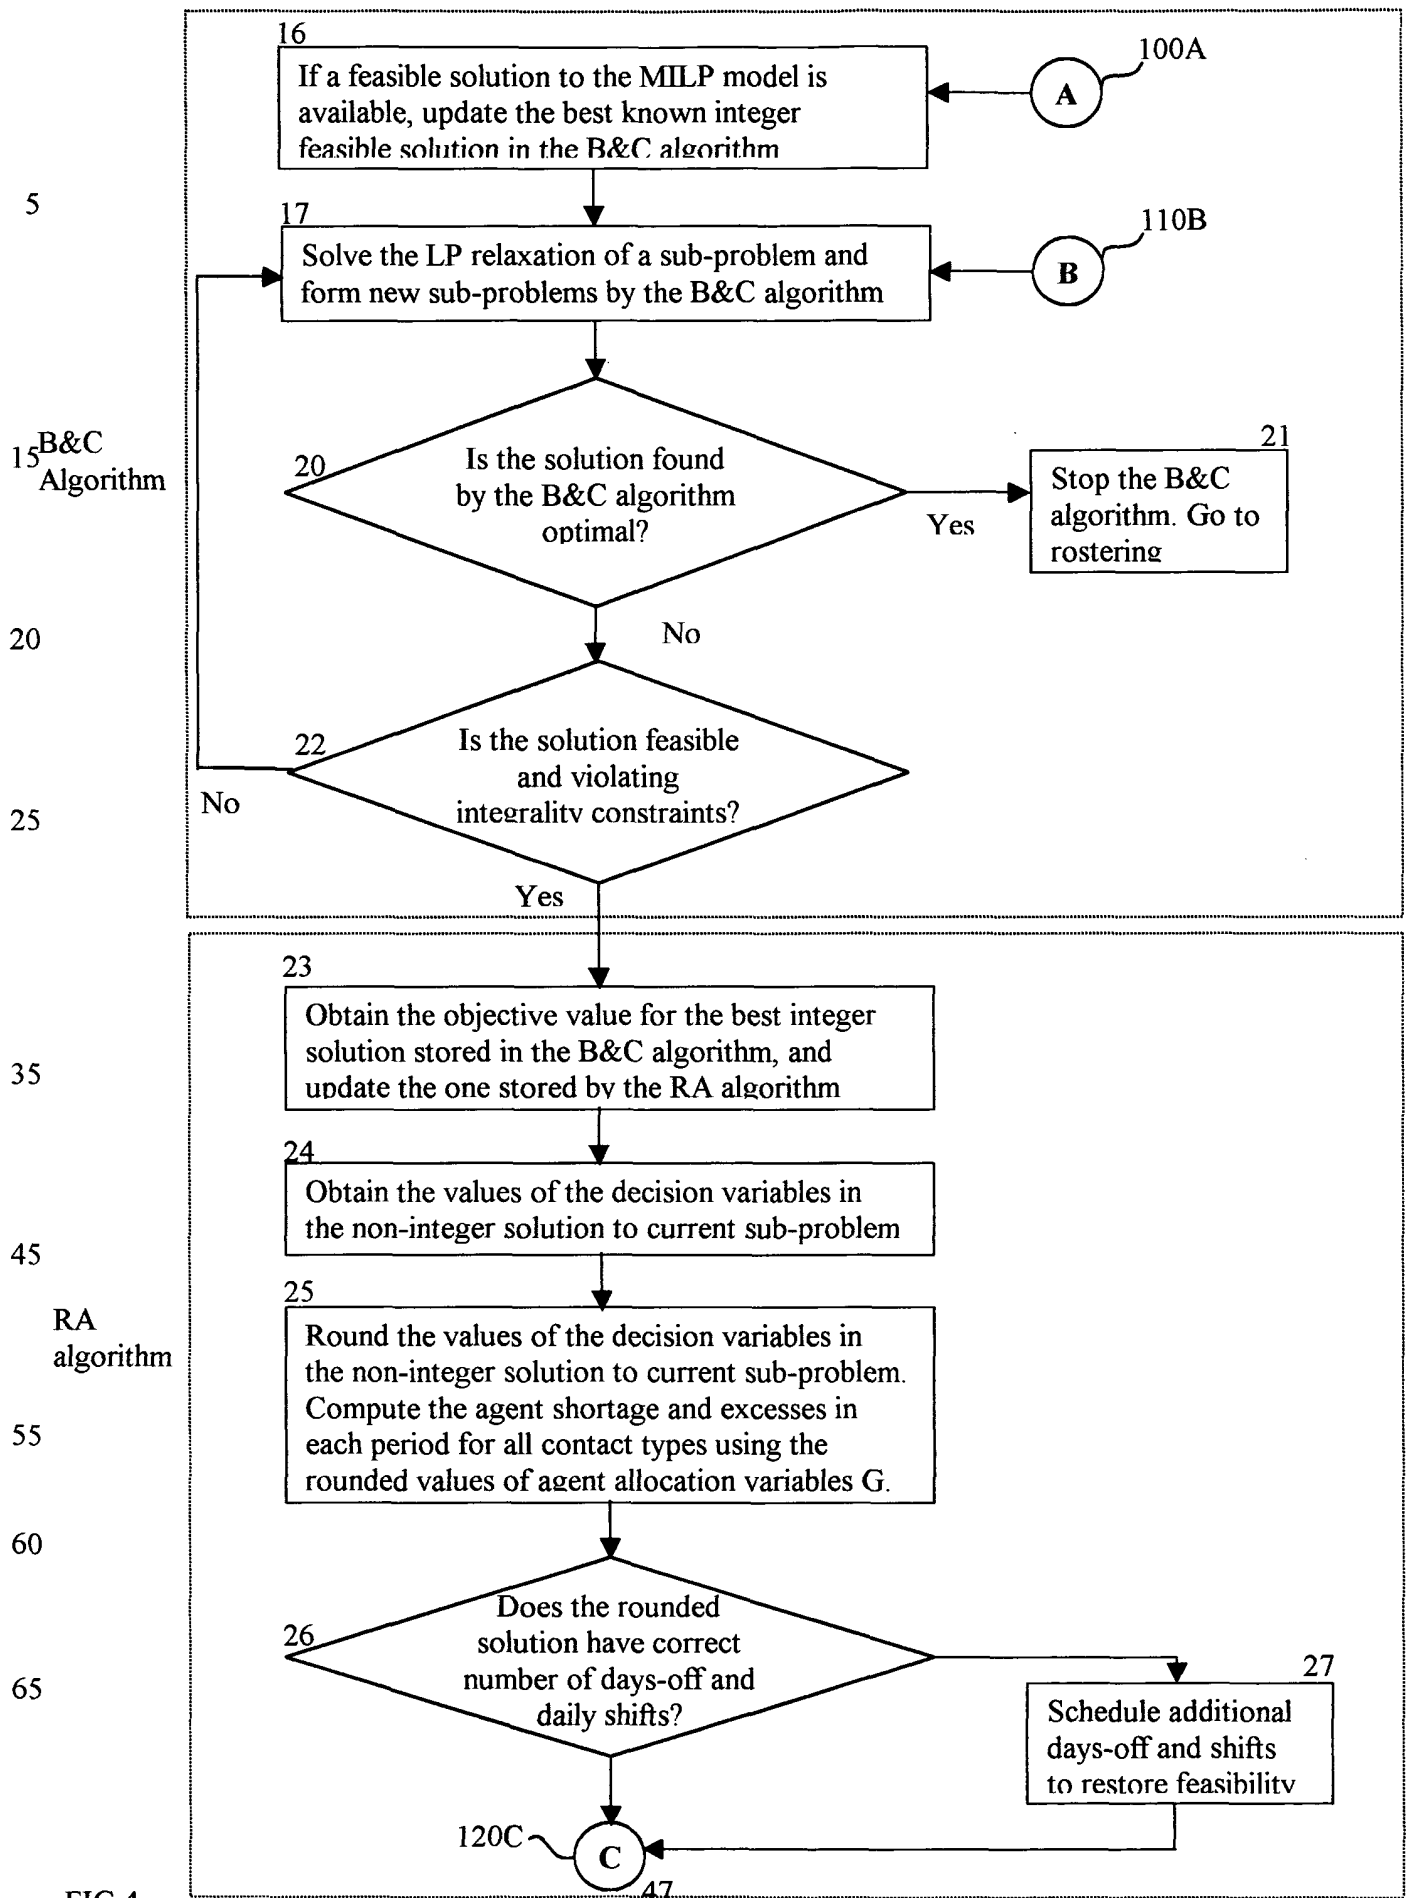 16
100A
If a feasible solution to the MILP model is
available, update the best known integer
feasible solution in the B&C algorithm
A
5
17
110B
Solve the LP relaxation of a sub-problem and
form new sub-problems by the B&C algorithm
B
15
B&C
Algorithm
20
Is the solution found
by the B&C algorithm
optimal?
Yes
21
Stop the B&C
algorithm. Go to
rostering
20
No
22
Is the solution feasible
and violating
integrality constraints?
No
25
Yes
23
Obtain the objective value for the best integer
solution stored in the B&C algorithm, and
update the one stored by the RA algorithm
35
24
Obtain the values of the decision variables in
the non-integer solution to current sub-problem
45
25
RA
algorithm
Round the values of the decision variables in
the non-integer solution to current sub-problem.
Compute the agent shortage and excesses in
each period for all contact types using the
rounded values of agent allocation variables G.
55
60
26
Does the rounded
solution have correct
number of days-off and
daily shifts?
65
27
Schedule additional
days-off and shifts
to restore feasibility
120C
C
47
FIG 4